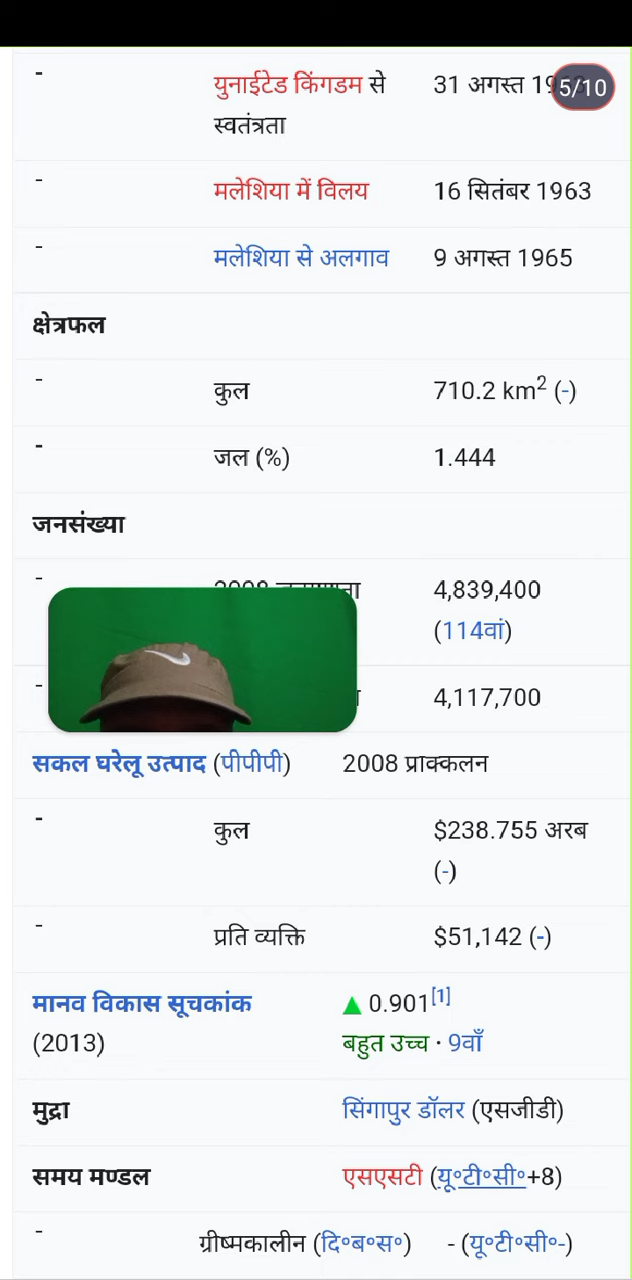 5/10
- युनाईटेड किंगडम से 31 अगस्त
स्वतंत्रता
- मलेशिया में विलय 16 सितंबर 1963
- मलेशिया से अलगाव 9 अगस्त 1965
क्षेत्रफल
- कुल 710.2 km² (-)
- जल (%) 1.444
जनसंख्या
- 4,839,400
(114वां)
- 4,117,700
सकल घरेलू उत्पाद (पीपीपी) 2008 प्राक्कलन
- कुल $238.755 अरब
(-)
- प्रति व्यक्ति $51,142 (-)
मानव विकास सूचकांक ▲ 0.901[1]
(2013) बहुत उच्च · 9वाँ
मुद्रा सिंगापुर डॉलर (एसजीडी)
समय मण्डल एसएसटी (यू॰टी॰सी॰+8)
- ग्रीष्मकालीन (दि॰ब॰स॰) - (यू॰टी॰सी॰-)